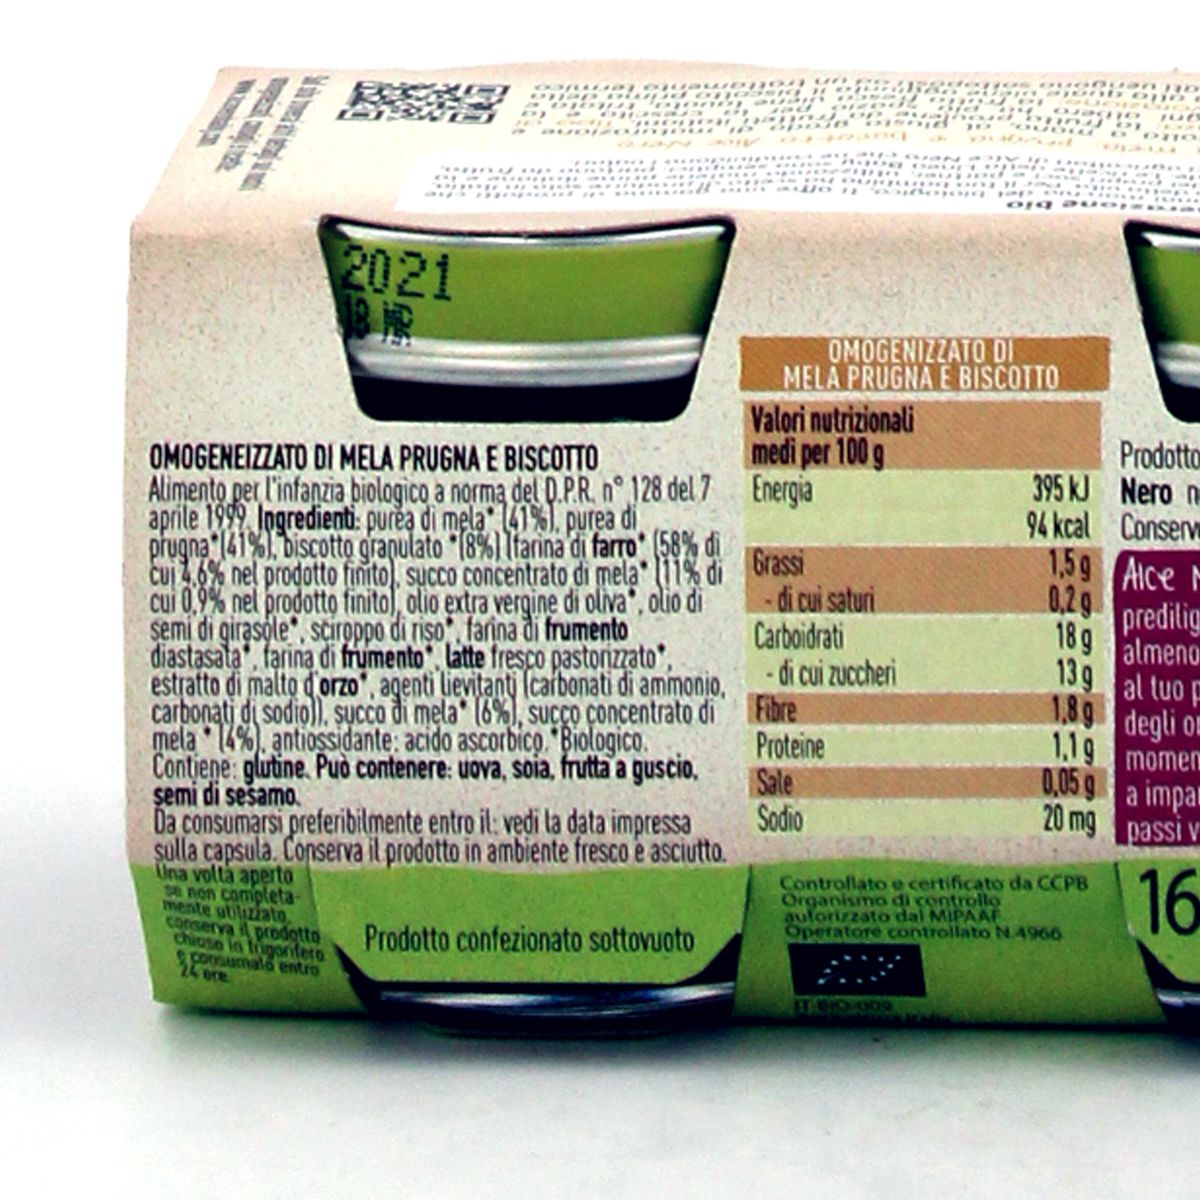 2021
18
OMOGENEIZZATO DI MELA PRUGNA E BISCOTTO
Alimento per l'infanzia biologico a norma del D.P.R. n° 128 del 7
aprile 1999. Ingredienti: purea di mela* (41%), purea di
prugna*(41%), biscotto granulato *(8%) (farina di farro* (58% di
cui 4,6% nel prodotto finito), succo concentrato di mela* (11% di
cui 0,9% nel prodotto finito), olio extra vergine di oliva*, olio di
semi di girasole*, sciroppo di riso*, farina di frumento
diastasata*, farina di frumento*, latte fresco pastorizzato*,
estratto di malto d'orzo*, agenti lievitanti (carbonati di ammonio,
carbonati di sodio)), succo di mela* (6%), succo concentrato di
mela * (4%), antiossidante: acido ascorbico.*Biologico.
Contiene: glutine. Può contenere: uova, soia, frutta a guscio,
semi di sesamo.
Da consumarsi preferibilmente entro il: vedi la data impressa
sulla capsula. Conserva il prodotto in ambiente fresco e asciutto.
Una volta aperto
se non completa-
mente utilizzato,
conserva il prodotto
chiuso in frigorifero
e consumalo entro
24 ore.
Prodotto confezionato sottovuoto
OMOGENIZZATO DI
MELA PRUGNA E BISCOTTO
Valori nutrizionali
medi per 100 g
Energia 395 kJ
94 kcal
Grassi 1,5 g
- di cui saturi 0,2 g
Carboidrati 18 g
- di cui zuccheri 13 g
Fibre 1,8 g
Proteine 1,1 g
Sale 0,05 g
Sodio 20 mg
Controllato e certificato da CCPB
Organismo di controllo
autorizzato dal MiPAAF
Operatore controllato N.4966
IT-BIO-009
Prodotto
Nero
Conserv
Alce N
predilig
almeno
al tuo p
degli or
momen
a impar
passi v
16